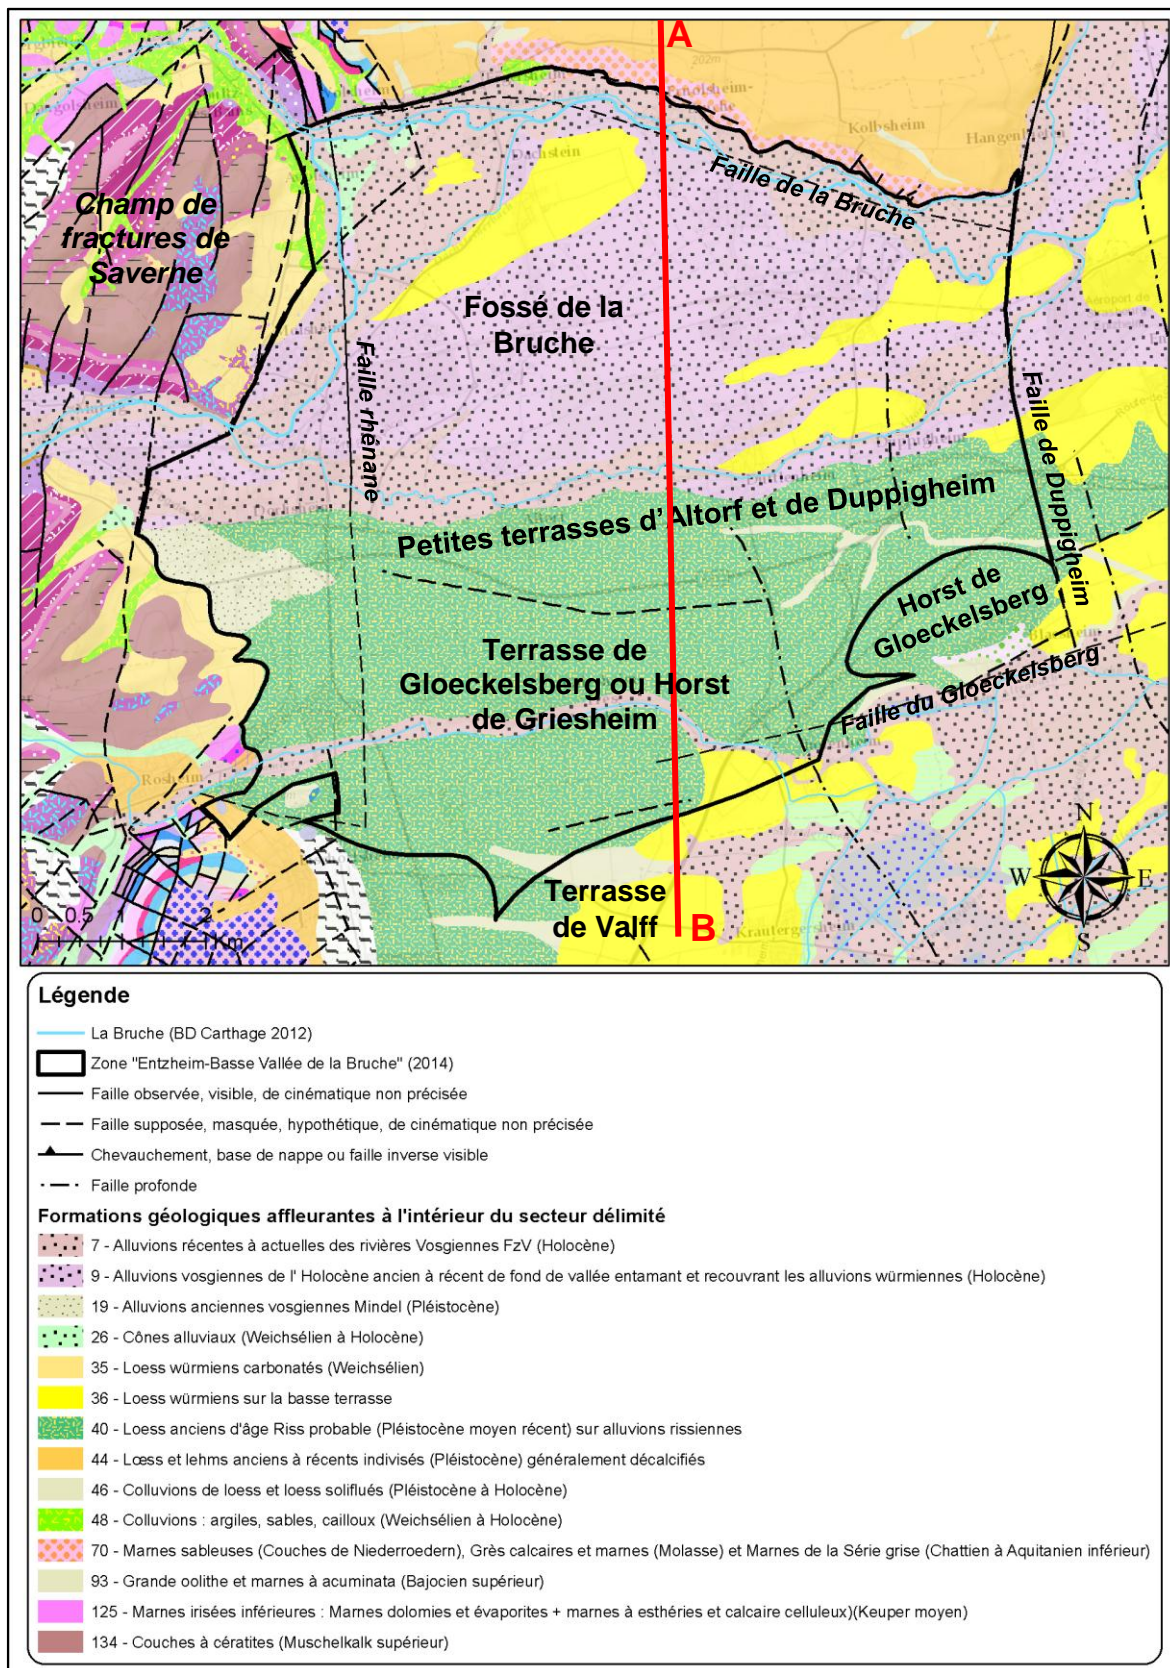 A
202m
Kolbsheim
Dachstein
Faille de la Bruche
Champ de
fractures de
Saverne
Fossé de la
Bruche
Faille rhénane
Faille de Duppigheim
Petites terrasses d'Altorf et de Duppigheim
Horst de
Gloeckelsberg
Terrasse de
Gloeckelsberg ou Horst
de Griesheim
Faille du Gloeckelsberg
Rosheim
N
W
E
S
Terrasse
de Valff
B
Krautergersheim
0 0.5 1 2
Km
Légende
La Bruche (BD Carthage 2012)
Zone "Entzheim-Basse Vallée de la Bruche" (2014)
Faille observée, visible, de cinématique non précisée
Faille supposée, masquée, hypothétique, de cinématique non précisée
Chevauchement, base de nappe ou faille inverse visible
Faille profonde
Formations géologiques affleurantes à l'intérieur du secteur délimité
7 - Alluvions récentes à actuelles des rivières Vosgiennes FzV (Holocène)
9 - Alluvions vosgiennes de l' Holocène ancien à récent de fond de vallée entamant et recouvrant les alluvions würmiennes (Holocène)
19 - Alluvions anciennes vosgiennes Mindel (Pléistocène)
26 - Cônes alluviaux (Weichsélien à Holocène)
35 - Loess würmiens carbonatés (Weichsélien)
36 - Loess würmiens sur la basse terrasse
40 - Loess anciens d'âge Riss probable (Pléistocène moyen récent) sur alluvions rissiennes
44 - Lœss et lehms anciens à récents indivisés (Pléistocène) généralement décalcifiés
46 - Colluvions de loess et loess soliflués (Pléistocène à Holocène)
48 - Colluvions : argiles, sables, cailloux (Weichsélien à Holocène)
70 - Marnes sableuses (Couches de Niederroedern), Grès calcaires et marnes (Molasse) et Marnes de la Série grise (Chattien à Aquitanien inférieur)
93 - Grande oolithe et marnes à acuminata (Bajocien supérieur)
125 - Marnes irisées inférieures : Marnes dolomies et évaporites + marnes à esthéries et calcaire celluleux)(Keuper moyen)
134 - Couches à cératites (Muschelkalk supérieur)